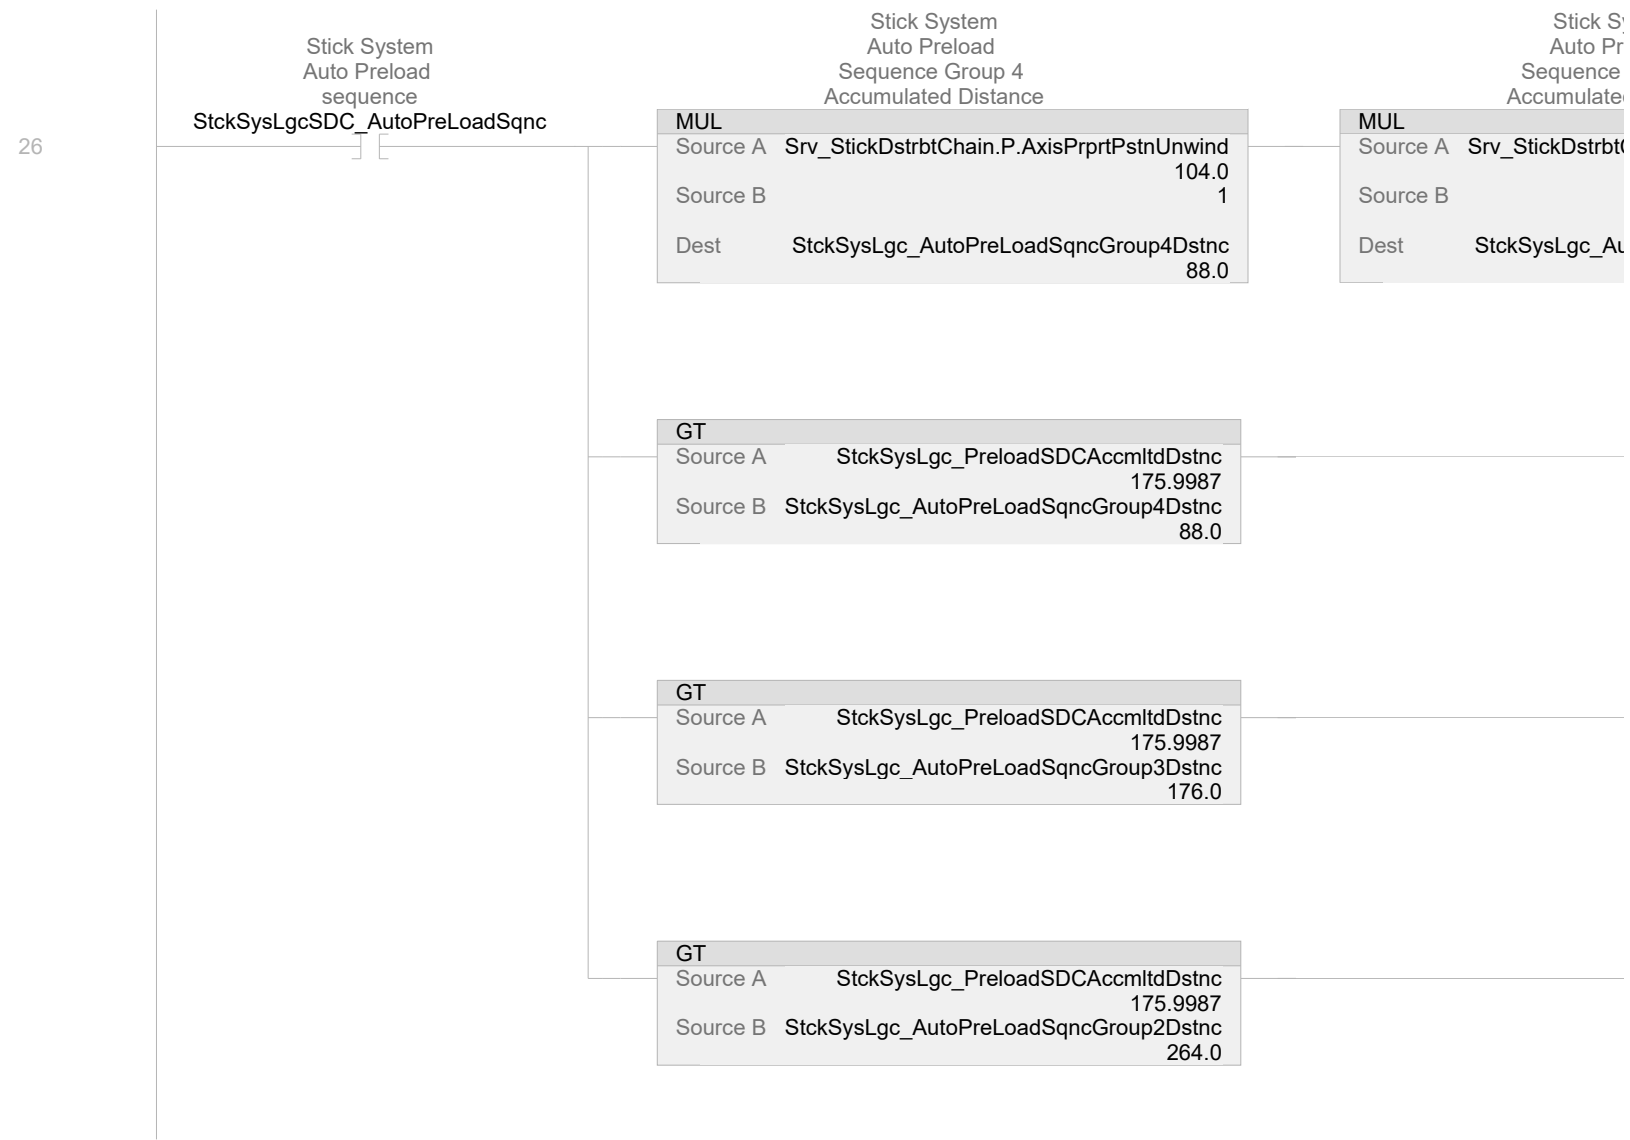 Stick System
Auto Preload
sequence
StckSysLgcSDC_AutoPreLoadSqnc
26
Stick System
Auto Preload
Sequence Group 4
Accumulated Distance
MUL
Source A Srv_StickDstrbtChain.P.AxisPrprtPstnUnwind
104.0
Source B 1
Dest StckSysLgc_AutoPreLoadSqncGroup4Dstnc
88.0
Stick S
Auto Pr
Sequence
Accumulate
MUL
Source A Srv_StickDstrbt
Source B
Dest StckSysLgc_Au
GT
Source A StckSysLgc_PreloadSDCAccmltdDstnc
175.9987
Source B StckSysLgc_AutoPreLoadSqncGroup4Dstnc
88.0
GT
Source A StckSysLgc_PreloadSDCAccmltdDstnc
175.9987
Source B StckSysLgc_AutoPreLoadSqncGroup3Dstnc
176.0
GT
Source A StckSysLgc_PreloadSDCAccmltdDstnc
175.9987
Source B StckSysLgc_AutoPreLoadSqncGroup2Dstnc
264.0